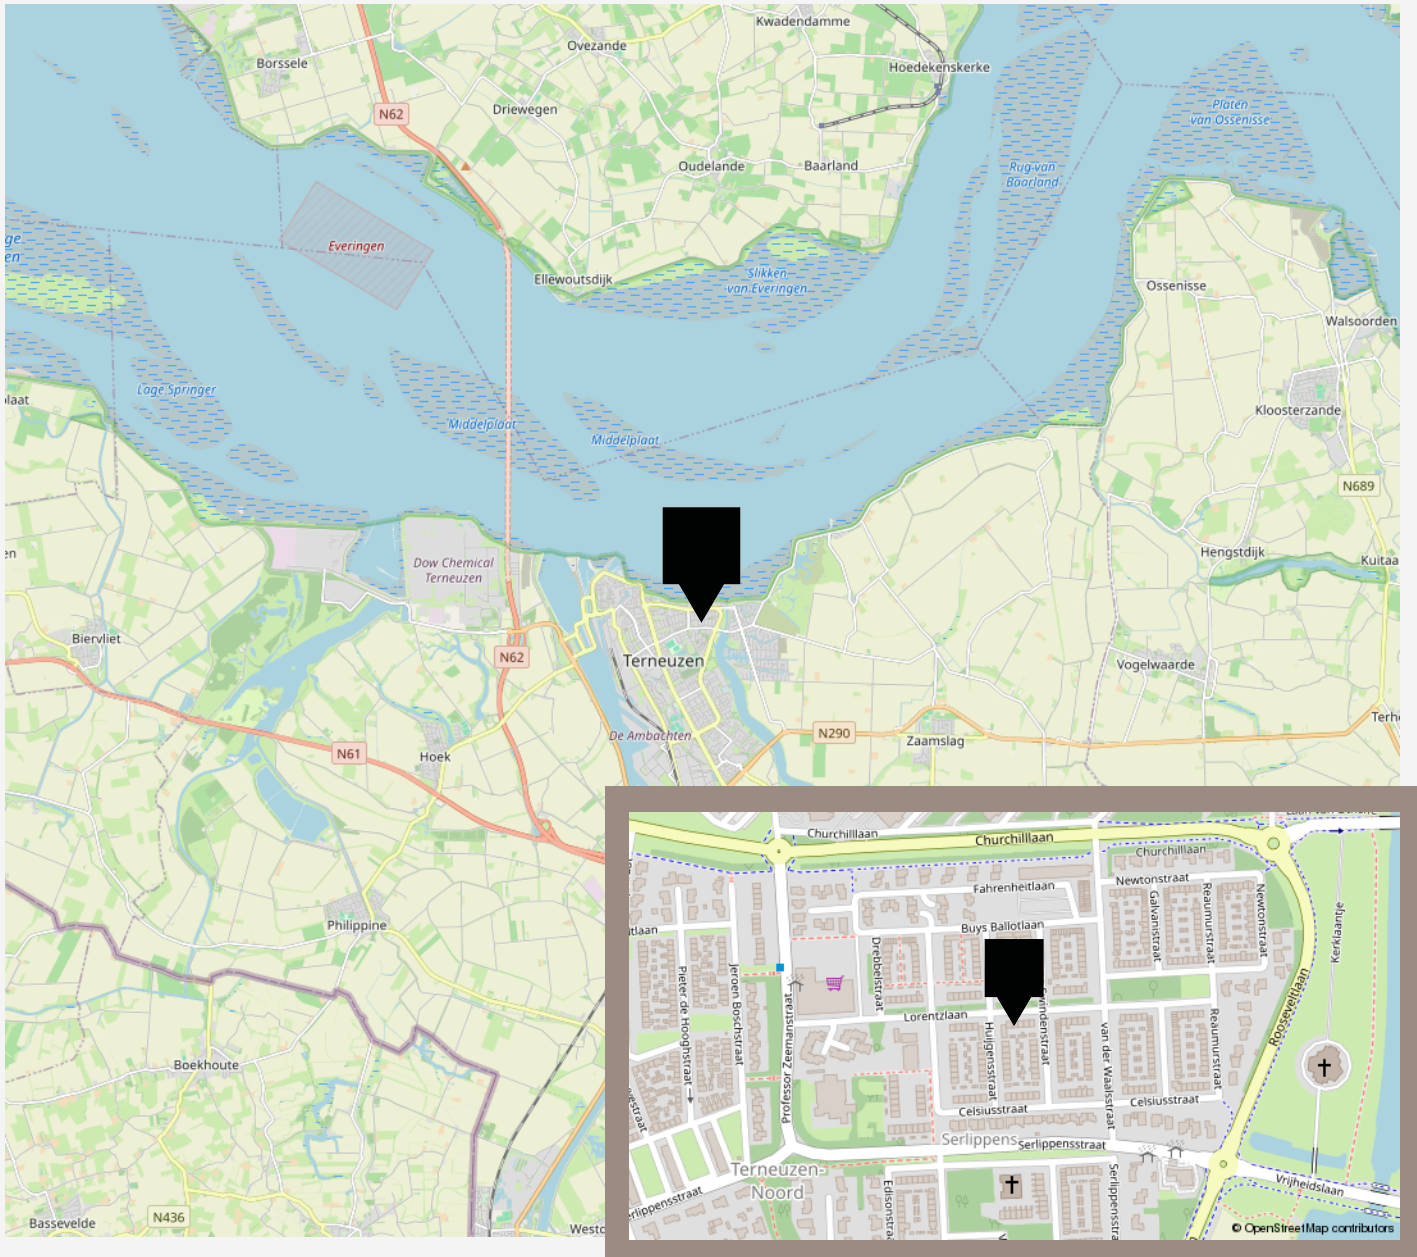 Kwadendamme
Ovezande
Borssele
Hoedekenskerke
Driewegen
N62
Platen
van Ossenisse
Oudelande
Baarland
Rug van
Baarland
Everingen
Ellewoutsdijk
Slikken
van Everingen
Ossenisse
Walsoorden
Lage Springer
Middelplaat
Middelplaat
Kloosterzande
N689
Hengstdijk
Dow Chemical
Terneuzen
Biervliet
N62
Terneuzen
Vogelwaarde
De Ambachten
N290
Zaamslag
N61
Hoek
Philippine
Boekhoute
N436
Bassevelde
Churchilllaan
Churchilllaan
Churchilllaan
Fahrenheitlaan
Newtonstraat
Galvanistraat
Reaumurstraat
Newtonstraat
Buys Ballotlaan
Kerklaantje
Drebbelstraat
Pieter de Hooghstraat
Jeroen Boschstraat
Professor Zeemanstraat
Lorentzlaan
Huijgensstraat
van der Waalsstraat
Reaumurstraat
Rooseveltlaan
Celsiusstraat
Celsiusstraat
Serlippens
Serlippensstraat
Terneuzen-
Noord
Vrijheidslaan
© OpenStreetMap contributors